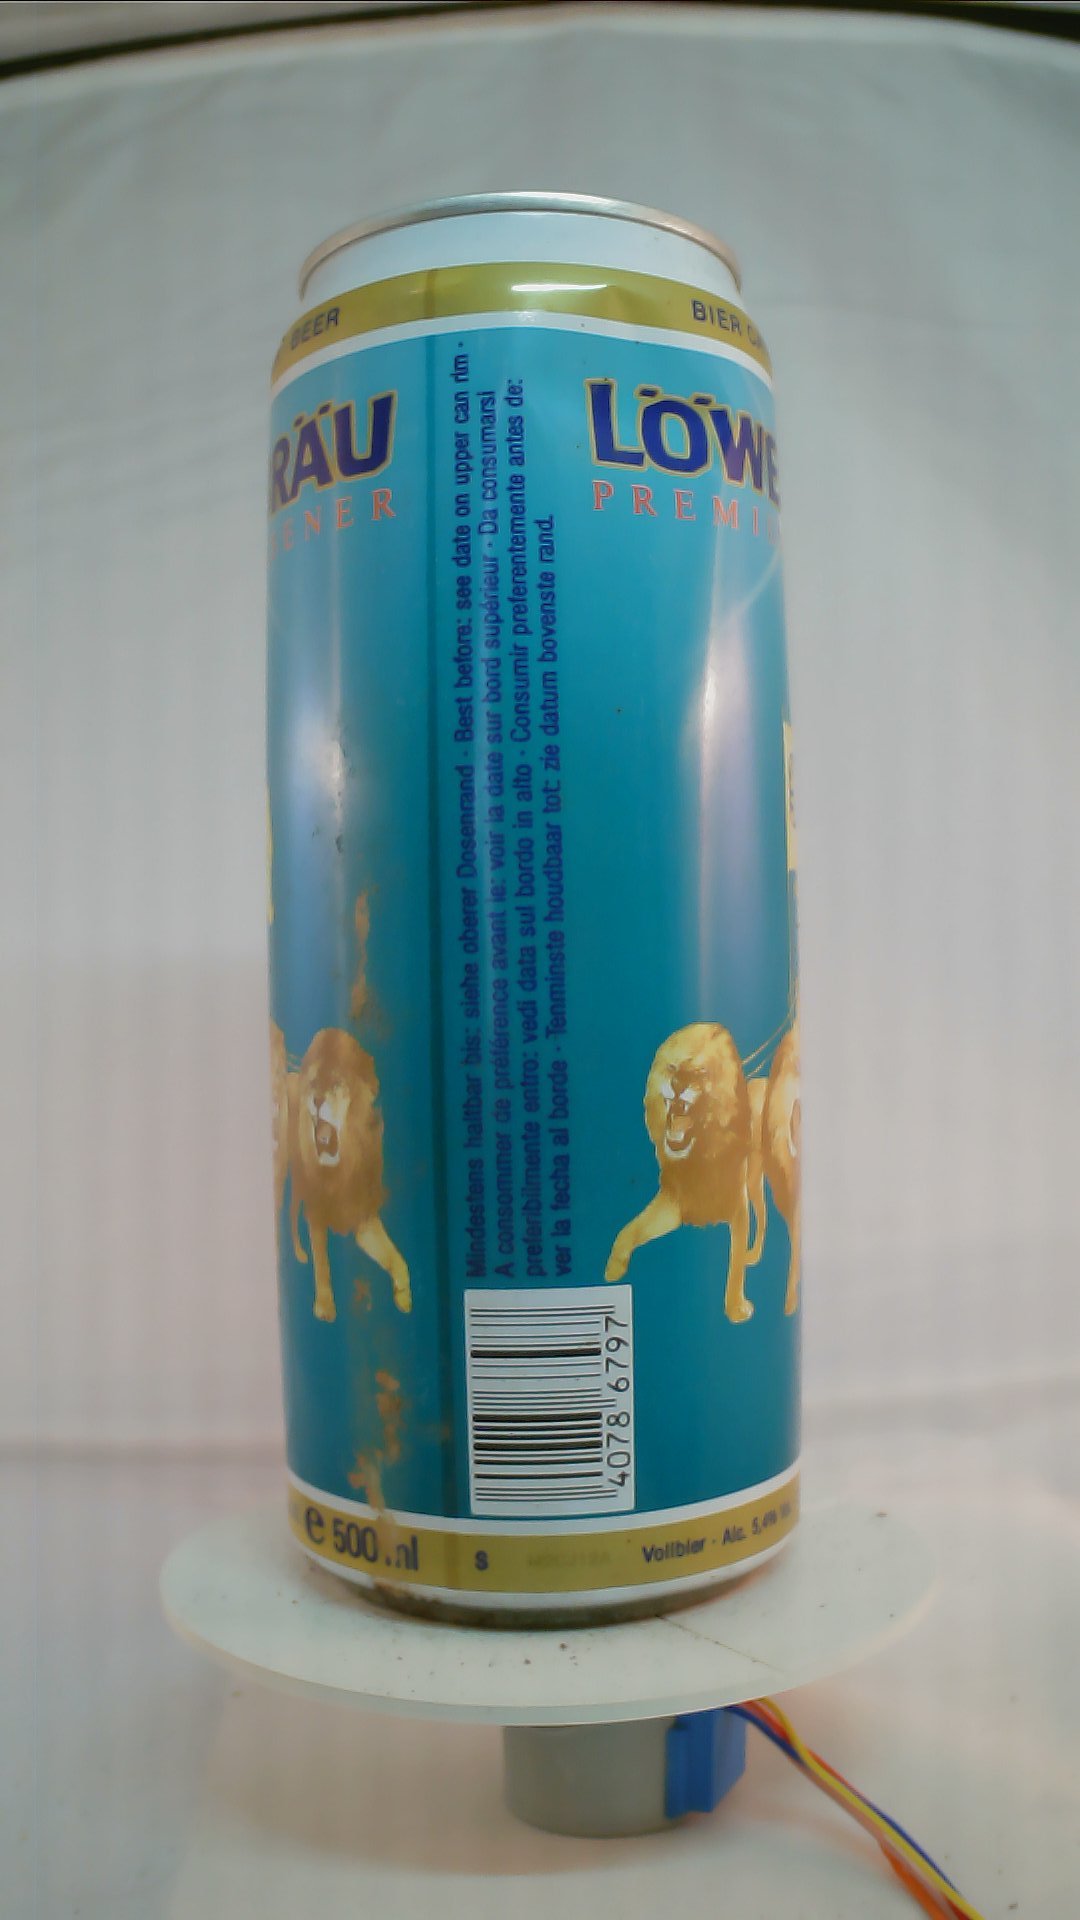 BEER
BIER
RÄU
ENER
LÖWE
PREMI
Mindestens haltbar bis: siehe oberer Dosenrand · Best before: see date on upper can rim ·
A consommer de préférence avant le: voir la date sur bord supérieur · Da consumarsi
preferibilmente entro: vedi data sul bordo in alto · Consumir preferentemente antes de:
ver la fecha al borde · Tenminste houdbaar tot: zie datum bovenste rand.
4078 6797
e 500 ml
S
Vollbier · Alc. 5,4%